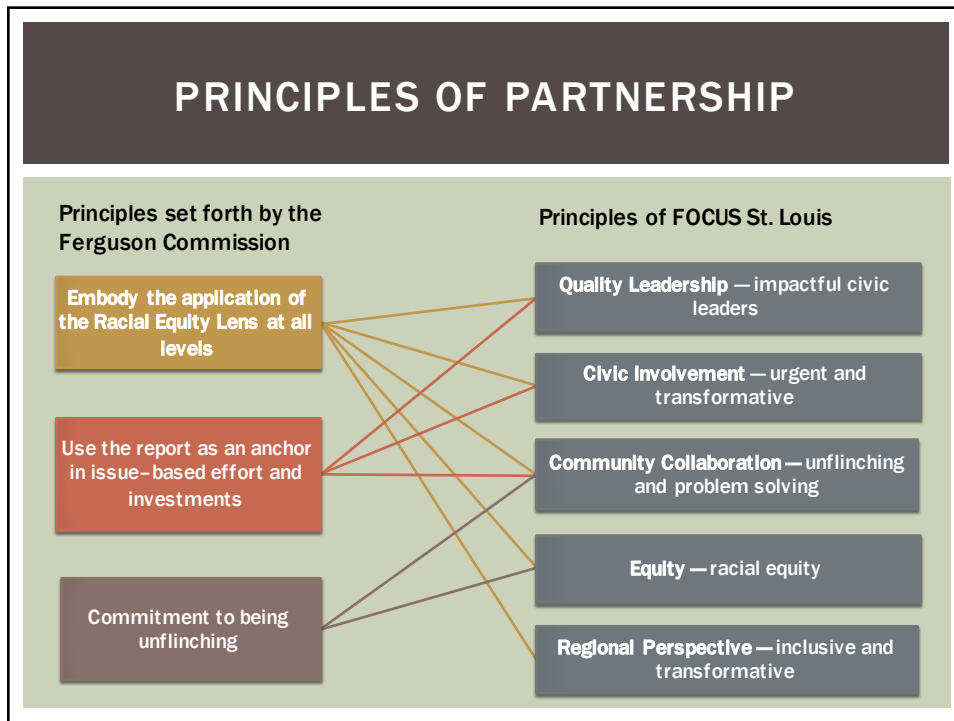 PRINCIPLES OF PARTNERSHIP
Principles set forth by the
Ferguson Commission
Embody the application of
the Racial Equity Lens at all
levels
Use the report as an anchor
in issue–based effort and
investments
Commitment to being
unflinching
Principles of FOCUS St. Louis
Quality Leadership — impactful civic
leaders
Civic Involvement — urgent and
transformative
Community Collaboration — unflinching
and problem solving
Equity — racial equity
Regional Perspective — inclusive and
transformative